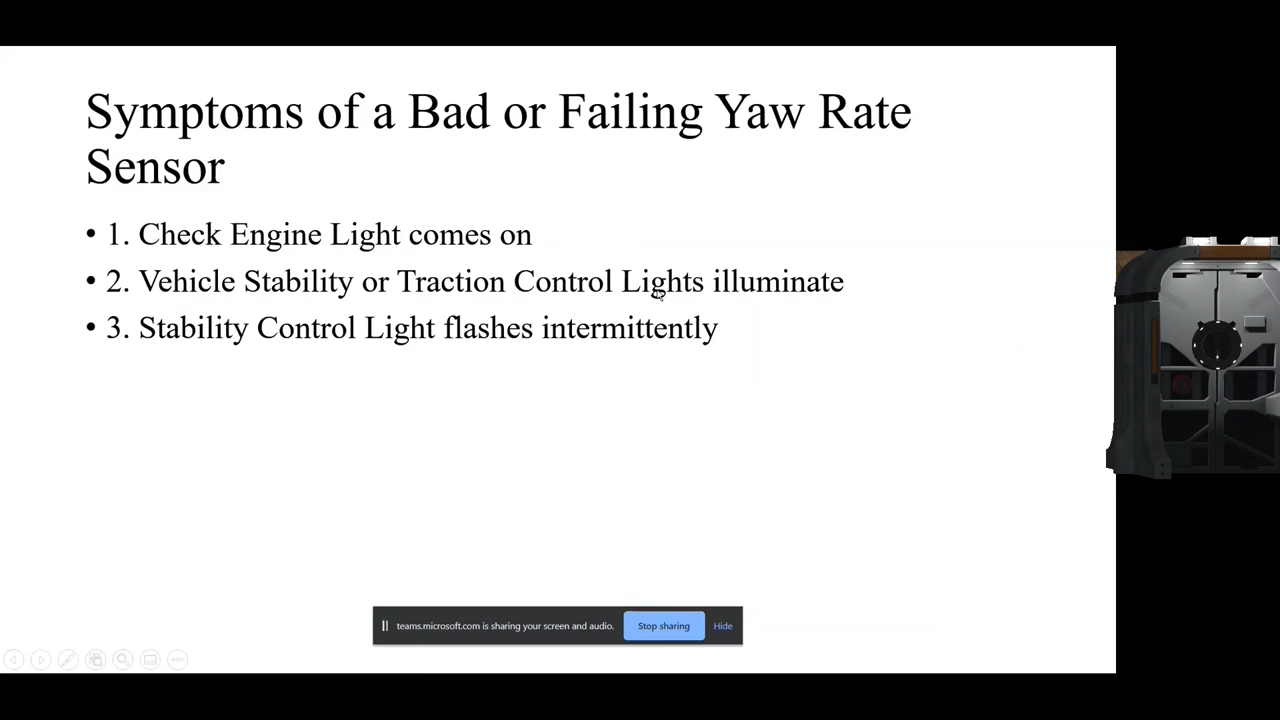 Symptoms of a Bad or Failing Yaw Rate
Sensor
• 1. Check Engine Light comes on
• 2. Vehicle Stability or Traction Control Lights illuminate
• 3. Stability Control Light flashes intermittently
teams.microsoft.com is sharing your screen and audio. Stop sharing Hide